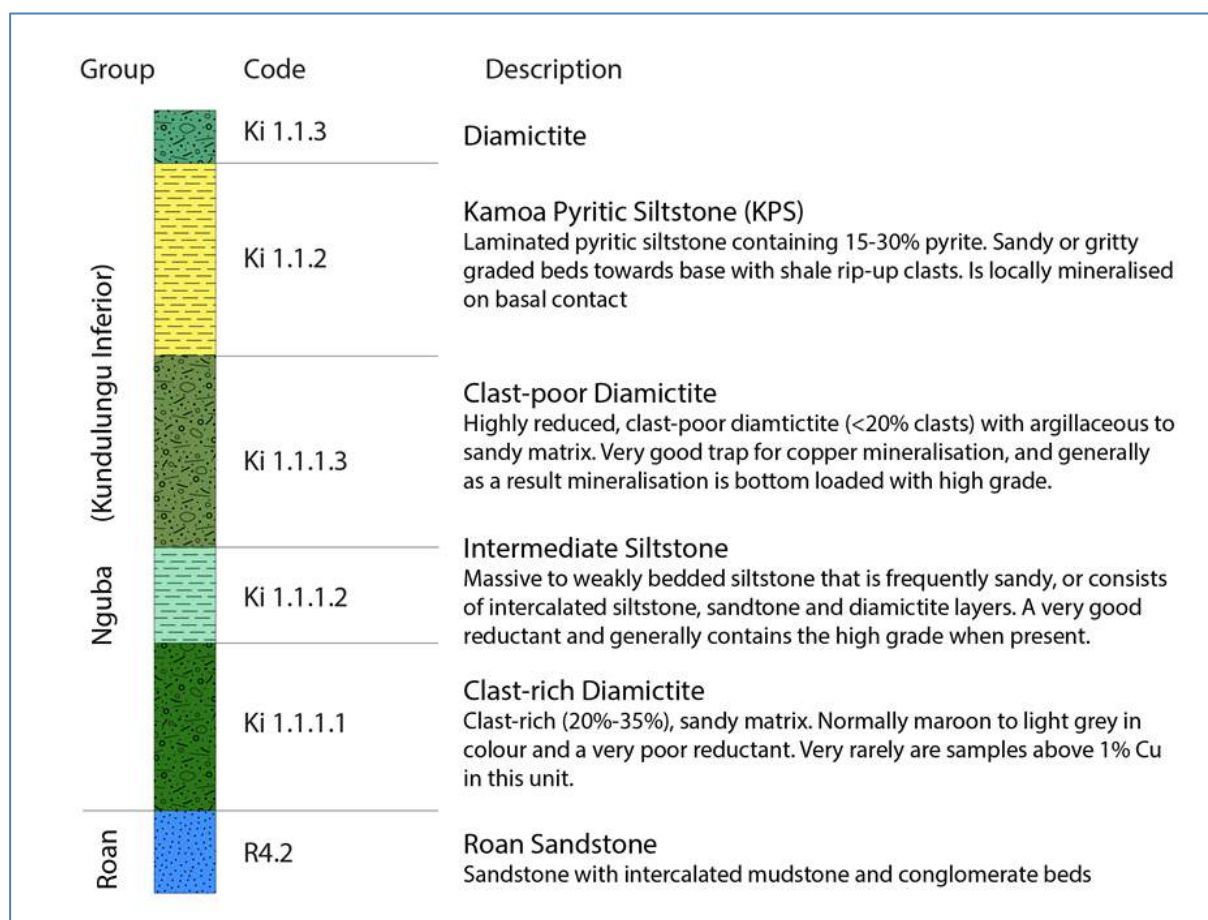 Group Code Description
Ki 1.1.3 Diamictite
Kamoa Pyritic Siltstone (KPS)
Ki 1.1.2
Laminated pyritic siltstone containing 15-30% pyrite. Sandy or gritty
graded beds towards base with shale rip-up clasts. Is locally mineralised
on basal contact
(Kundulungu Inferior)
Clast-poor Diamictite
Ki 1.1.1.3
Highly reduced, clast-poor diamtictite (<20% clasts) with argillaceous to
sandy matrix. Very good trap for copper mineralisation, and generally
as a result mineralisation is bottom loaded with high grade.
Nguba
Intermediate Siltstone
Ki 1.1.1.2
Massive to weakly bedded siltstone that is frequently sandy, or consists
of intercalated siltstone, sandtone and diamictite layers. A very good
reductant and generally contains the high grade when present.
Clast-rich Diamictite
Ki 1.1.1.1
Clast-rich (20%-35%), sandy matrix. Normally maroon to light grey in
colour and a very poor reductant. Very rarely are samples above 1% Cu
in this unit.
Roan
R4.2
Roan Sandstone
Sandstone with intercalated mudstone and conglomerate beds